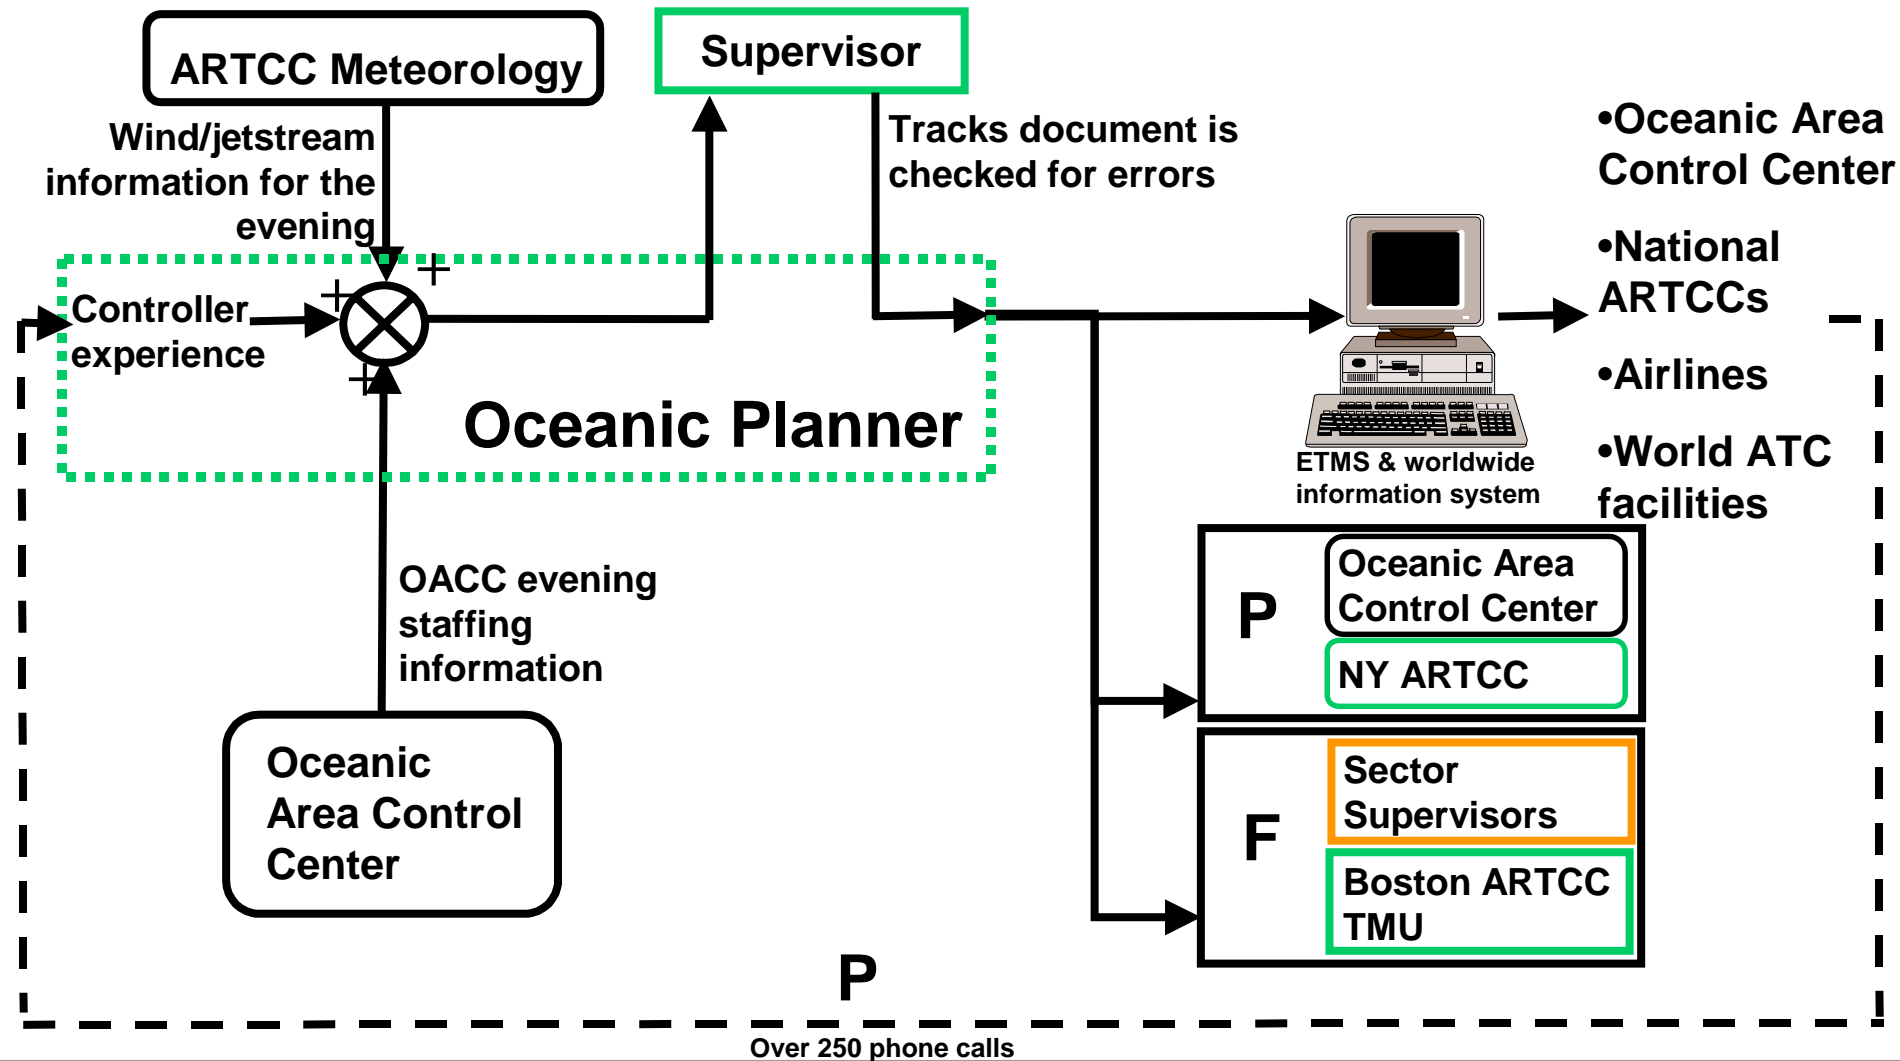 ARTCC Meteorology
Supervisor
Wind/jetstream
information for the
evening
Tracks document is
checked for errors
•Oceanic Area
Control Center
•National
ARTCCs
•Airlines
•World ATC
facilities
+
+
+
Controller
experience
Oceanic Planner
ETMS & worldwide
information system
OACC evening
staffing
information
Oceanic
Area Control
Center
P
Oceanic Area
Control Center
NY ARTCC
F
Sector
Supervisors
Boston ARTCC
TMU
P
Over 250 phone calls